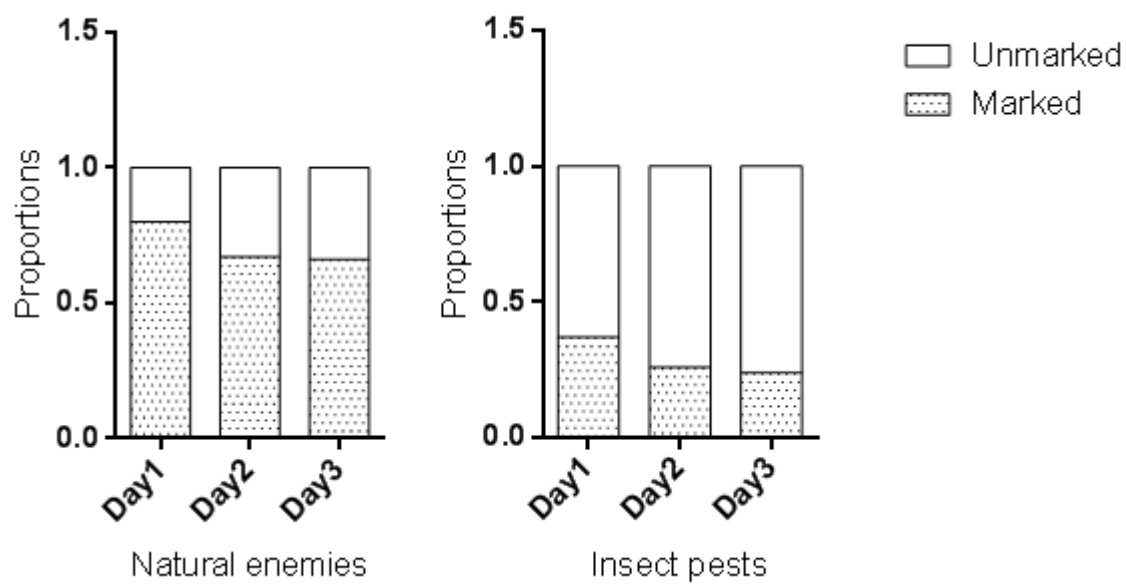 1.5
1.0
0.5
0.0
Proportions
Day1
Day2
Day3
Natural enemies
1.5
1.0
0.5
0.0
Proportions
Day1
Day2
Day3
Insect pests
Unmarked
Marked